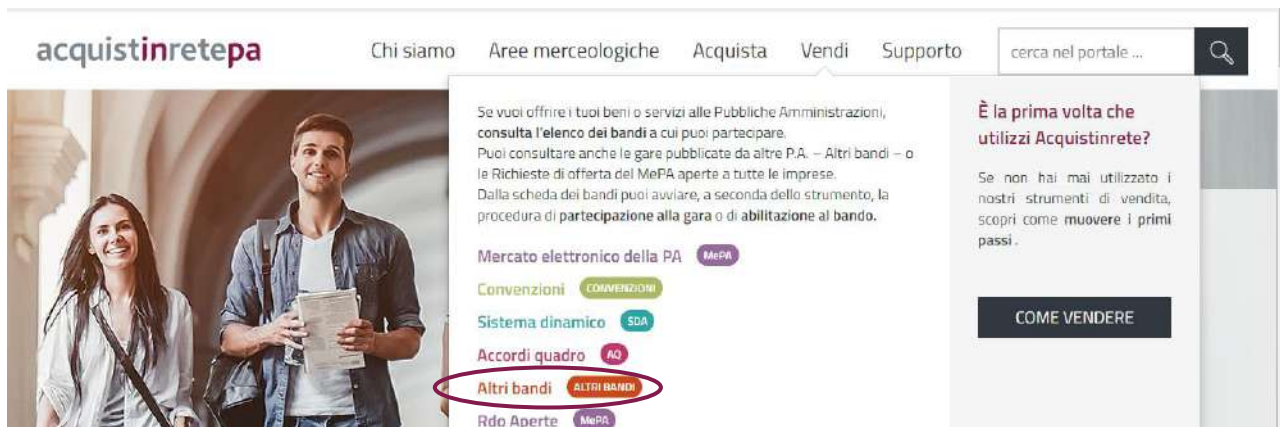 acquistinretepa
Chi siamo Aree merceologiche Acquista Vendi Supporto cerca nel portale ...
Se vuoi offrire i tuoi beni o servizi alle Pubbliche Amministrazioni,
consulta l'elenco dei bandi a cui puoi partecipare.
Puoi consultare anche le gare pubblicate da altre P.A. – Altri bandi – o
le Richieste di offerta del MePA aperte a tutte le imprese.
Dalla scheda dei bandi puoi avviare, a seconda dello strumento, la
procedura di partecipazione alla gara o di abilitazione al bando.
Mercato elettronico della PA MePA
Convenzioni CONVENZIONI
Sistema dinamico SDA
Accordi quadro AQ
Altri bandi ALTRI BANDI
Rdo Aperte MePA
È la prima volta che
utilizzi Acquistinrete?
Se non hai mai utilizzato i
nostri strumenti di vendita,
scopri come muovere i primi
passi.
COME VENDERE